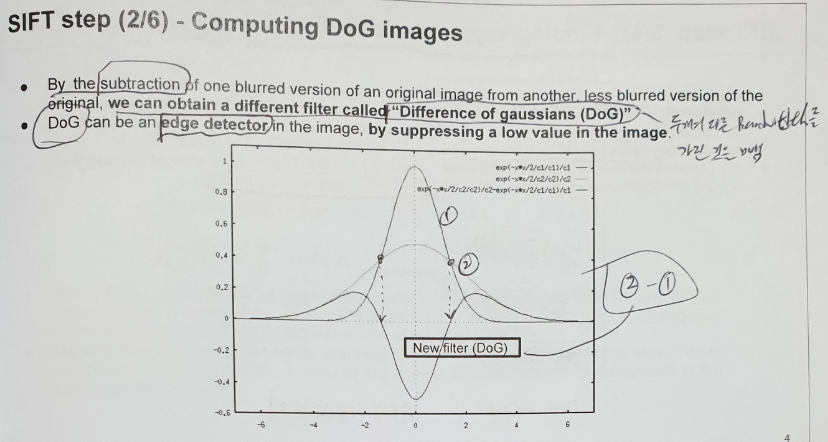 SIFT step (2/6) - Computing DoG images
• By the subtraction of one blurred version of an original image from another, less blurred version of the
original, we can obtain a different filter called "Difference of gaussians (DoG)"
• DoG can be an edge detector in the image, by suppressing a low value in the image.
두개의 다른
가진 것을
1
exp(-x*x/2/c1/c1)/c1
exp(-x*x/2/c2/c2)/c2
0.8
exp(-x*x/2/c2/c2)/c2-exp(-x*x/2/c1/c1)/c1
①
0.6
0.4
②
0.2
② - ①
0
-0.2
New filter (DoG)
-0.4
-0.6
-6 -4 -2 0 2 4 6
4